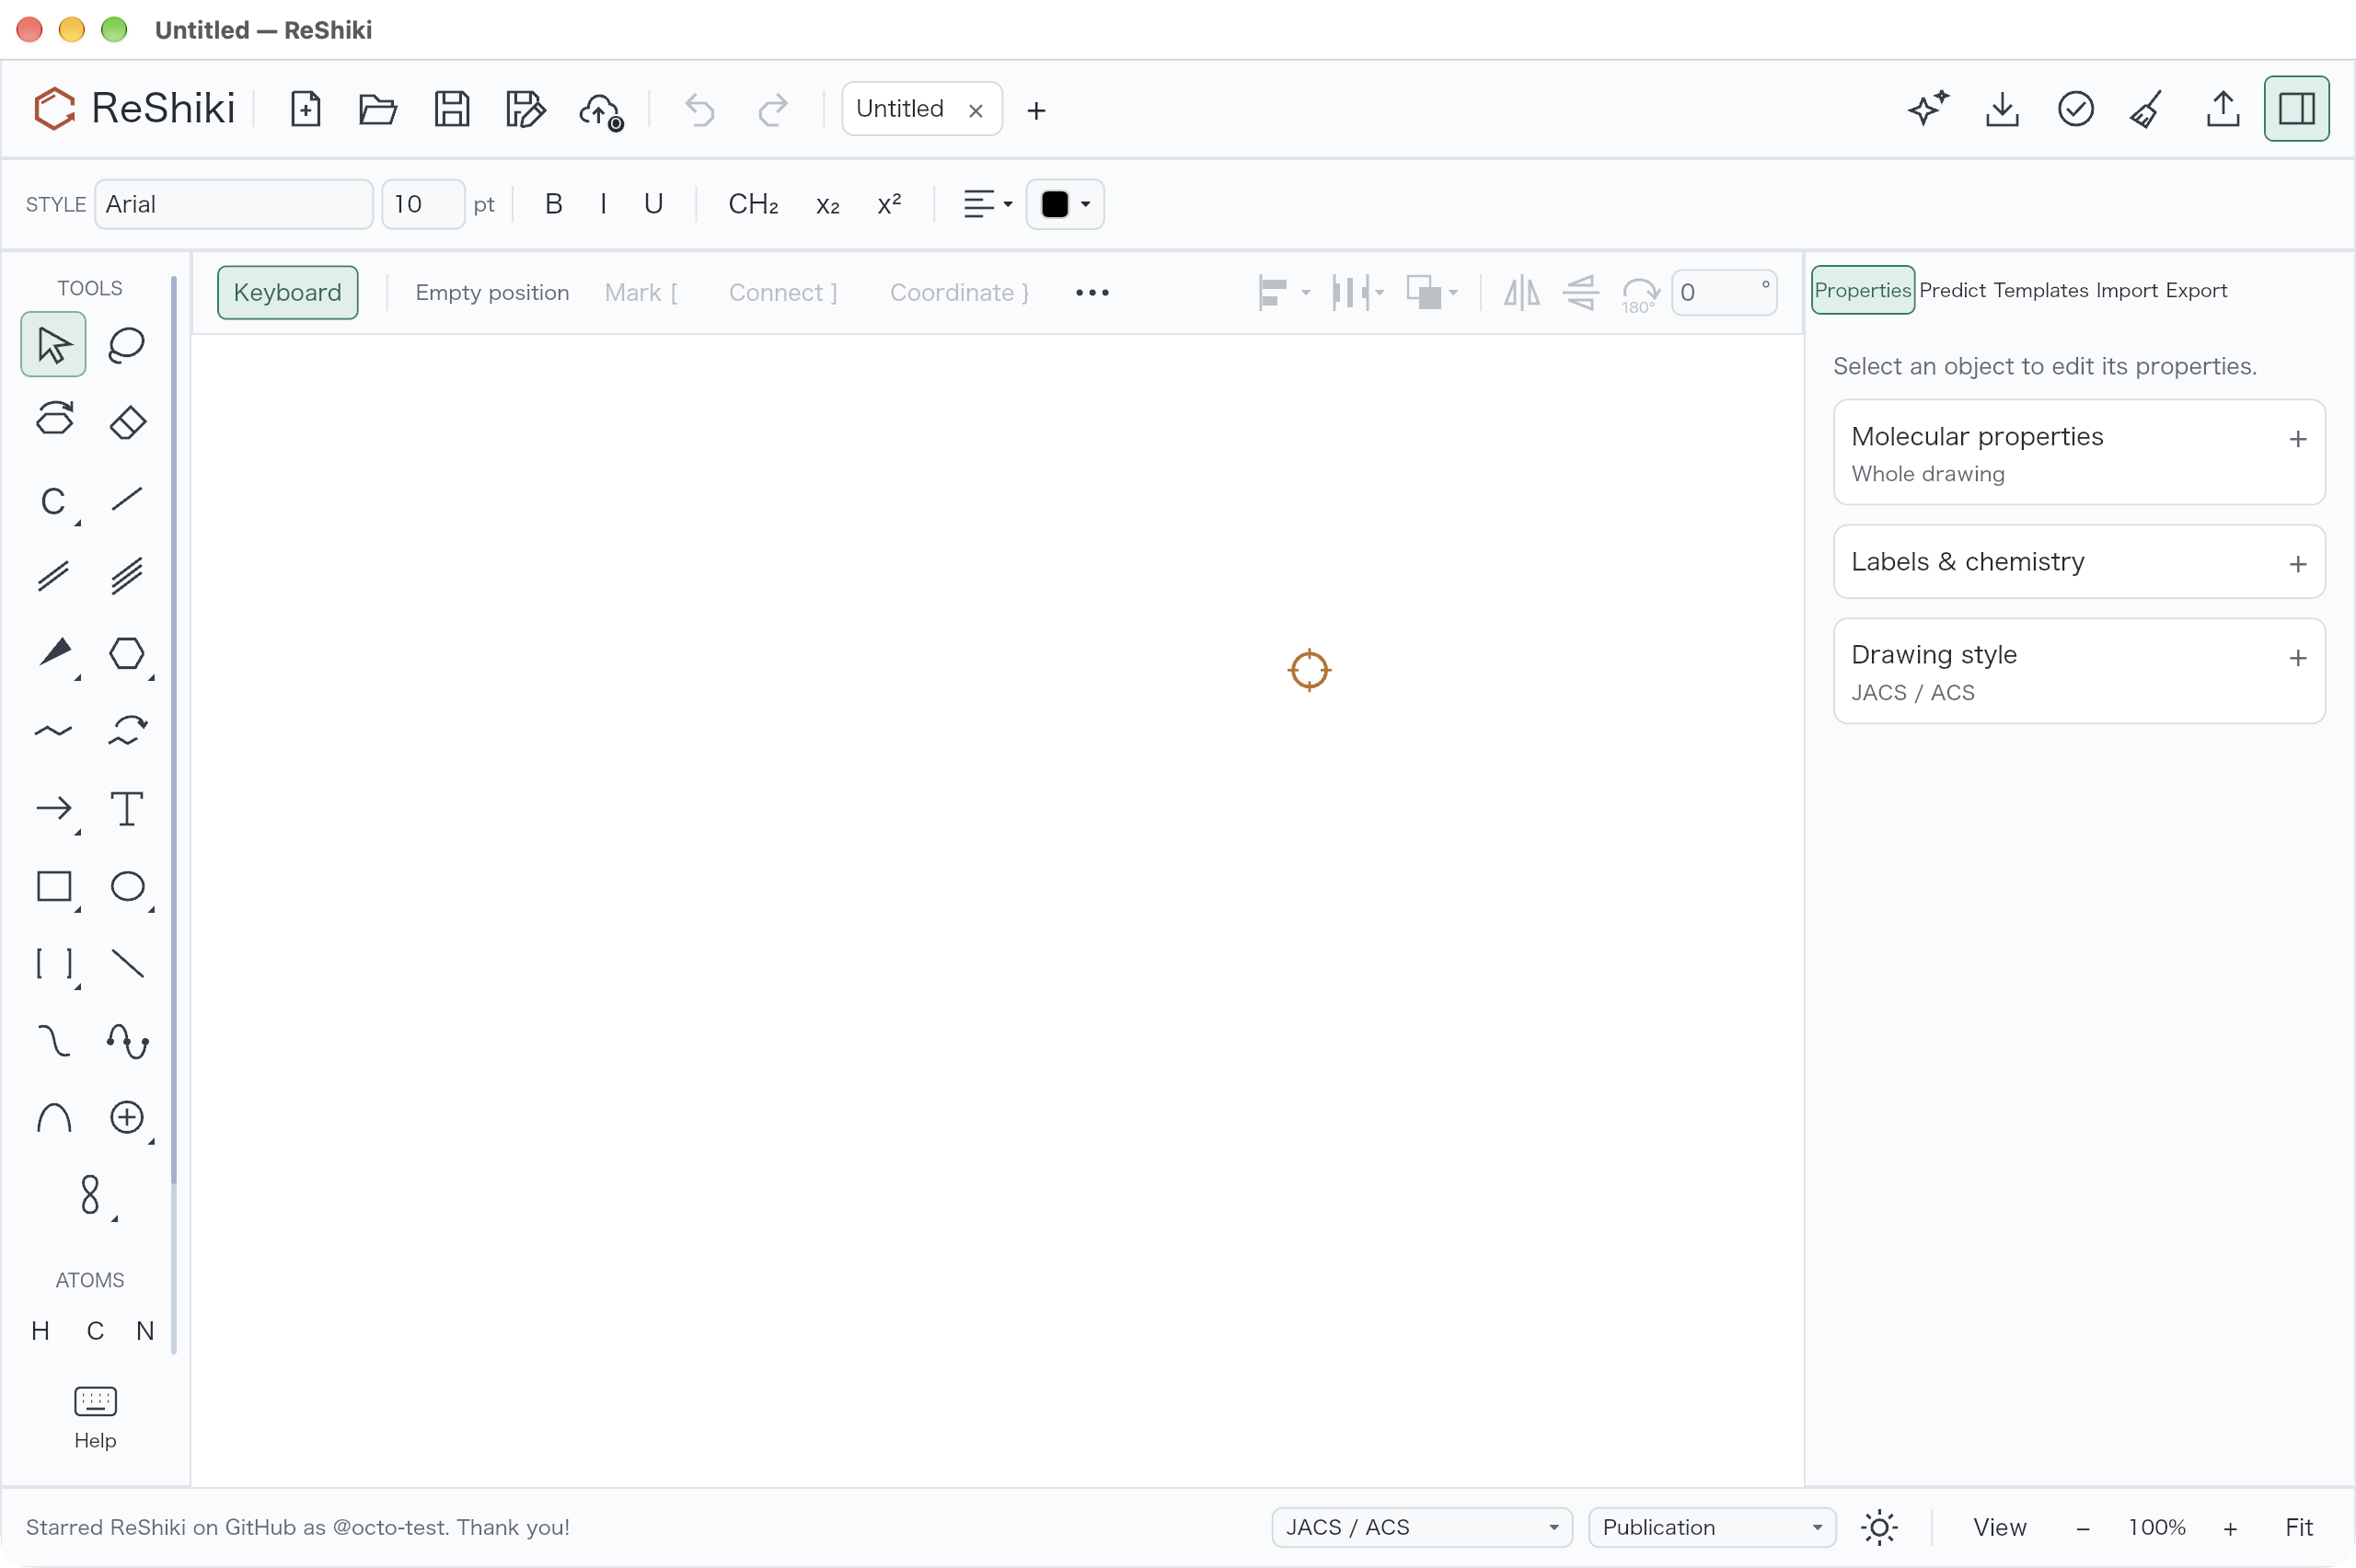 Untitled — ReShiki
ReShiki
Untitled × +
STYLE Arial 10 pt B I U CH₂ x₂ x²
TOOLS
Keyboard Empty position Mark [ Connect ] Coordinate } ••• 180° 0 °
Properties Predict Templates Import Export
Select an object to edit its properties.
Molecular properties +
Whole drawing
Labels & chemistry +
Drawing style +
JACS / ACS
C
T
[ ]
ATOMS
H C N
Help
Starred ReShiki on GitHub as @octo-test. Thank you! JACS / ACS Publication View − 100% + Fit